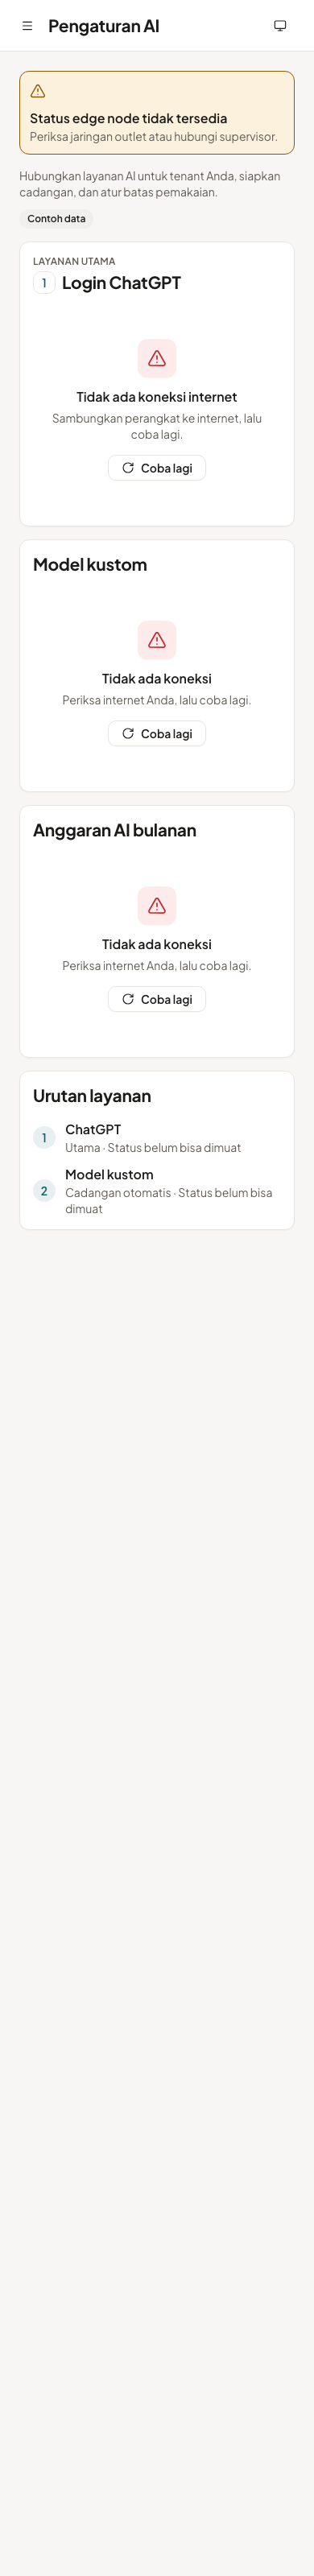 Pengaturan AI
Status edge node tidak tersedia
Periksa jaringan outlet atau hubungi supervisor.
Hubungkan layanan AI untuk tenant Anda, siapkan
cadangan, dan atur batas pemakaian.
Contoh data
LAYANAN UTAMA
1 Login ChatGPT
Tidak ada koneksi internet
Sambungkan perangkat ke internet, lalu
coba lagi.
Coba lagi
Model kustom
Tidak ada koneksi
Periksa internet Anda, lalu coba lagi.
Coba lagi
Anggaran AI bulanan
Tidak ada koneksi
Periksa internet Anda, lalu coba lagi.
Coba lagi
Urutan layanan
1
ChatGPT
Utama · Status belum bisa dimuat
2
Model kustom
Cadangan otomatis · Status belum bisa
dimuat